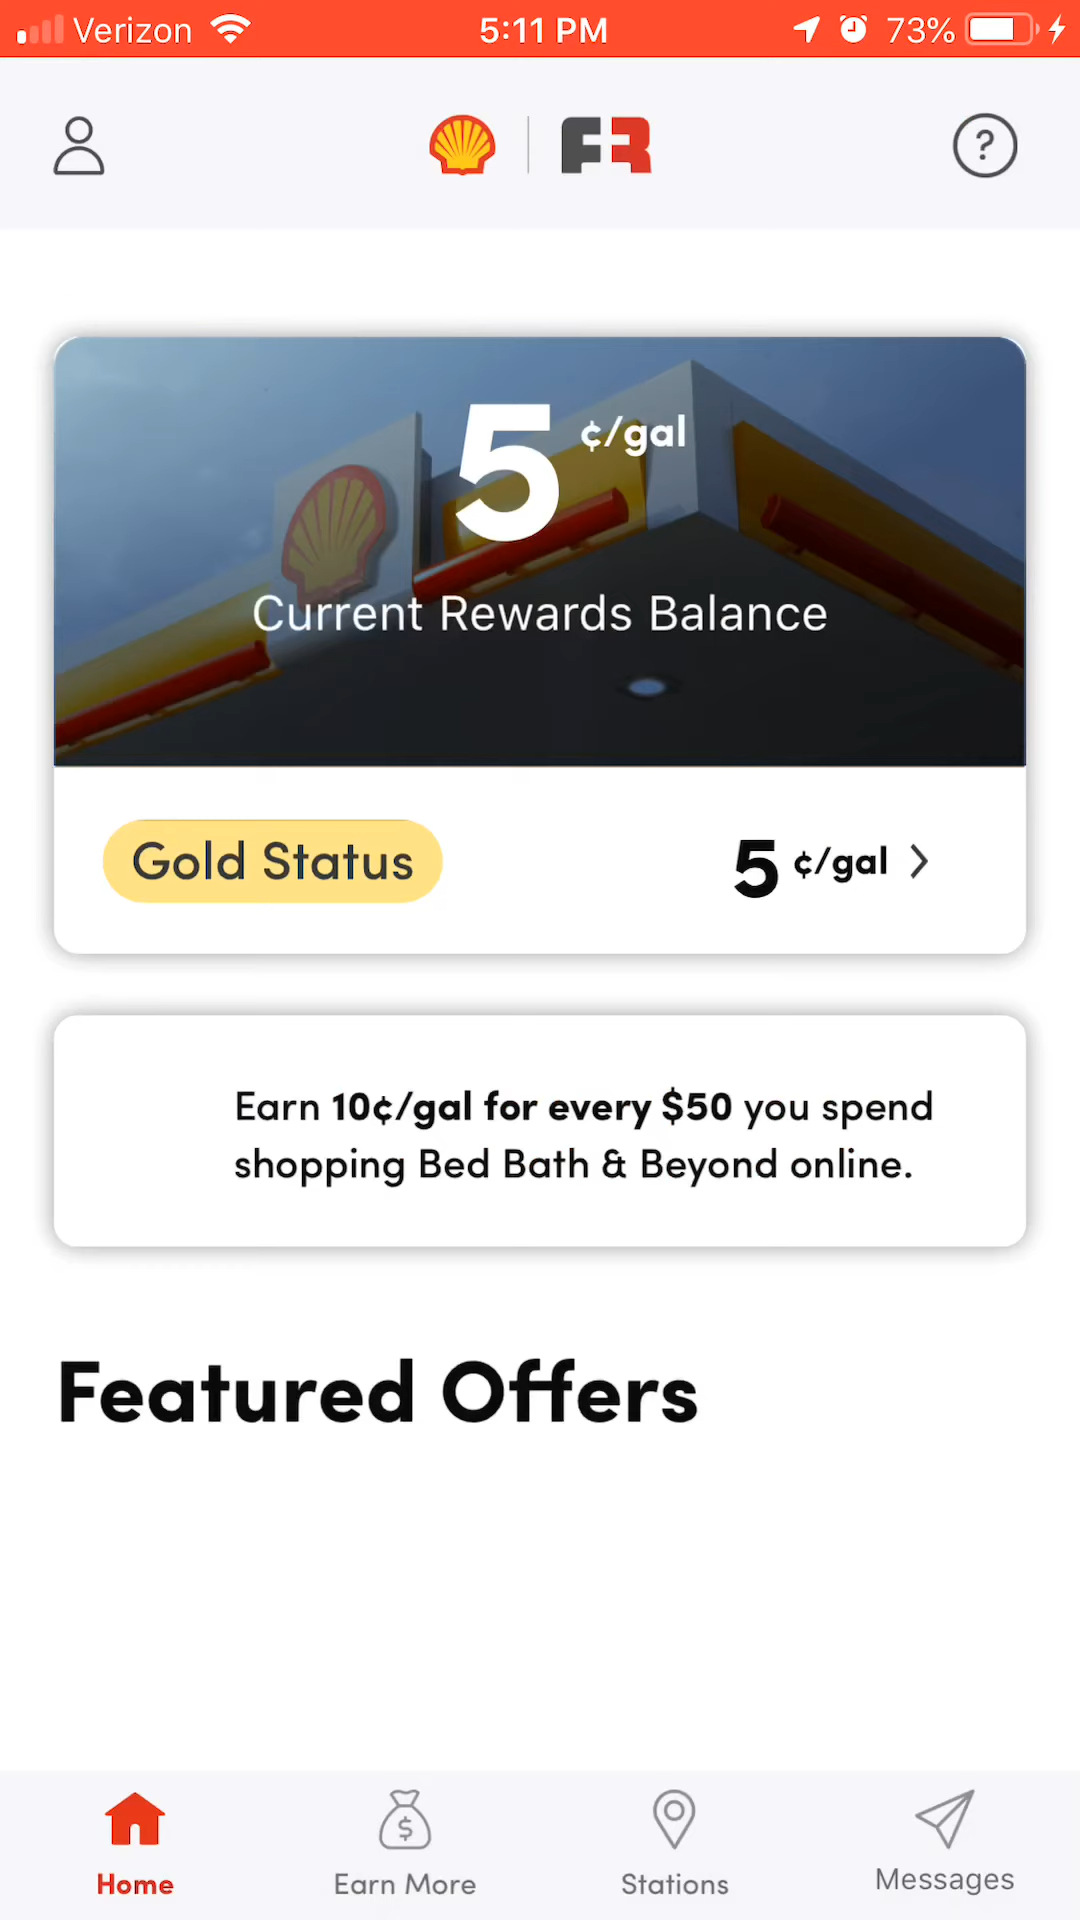 Verizon 5:11 PM 73%
FR
?
5 ¢/gal
Current Rewards Balance
Gold Status 5 ¢/gal
Earn 10¢/gal for every $50 you spend
shopping Bed Bath & Beyond online.
Featured Offers
$
Home Earn More Stations Messages